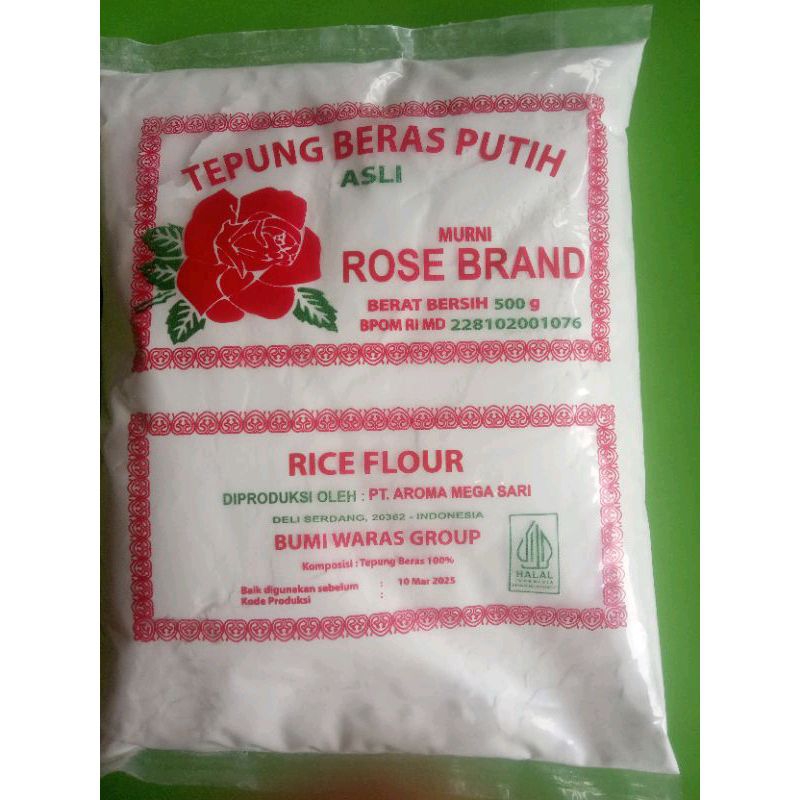 TEPUNG BERAS PUTIH
ASLI
MURNI
ROSE BRAND
BERAT BERSIH 500 g
BPOM RI MD 228102001076
RICE FLOUR
DIPRODUKSI OLEH : PT. AROMA MEGA SARI
DELI SERDANG, 20362 - INDONESIA
BUMI WARAS GROUP
Komposisi : Tepung Beras 100%
Baik digunakan sebelum : 10 Mar 2025
Kode Produksi :
HALAL
INDONESIA